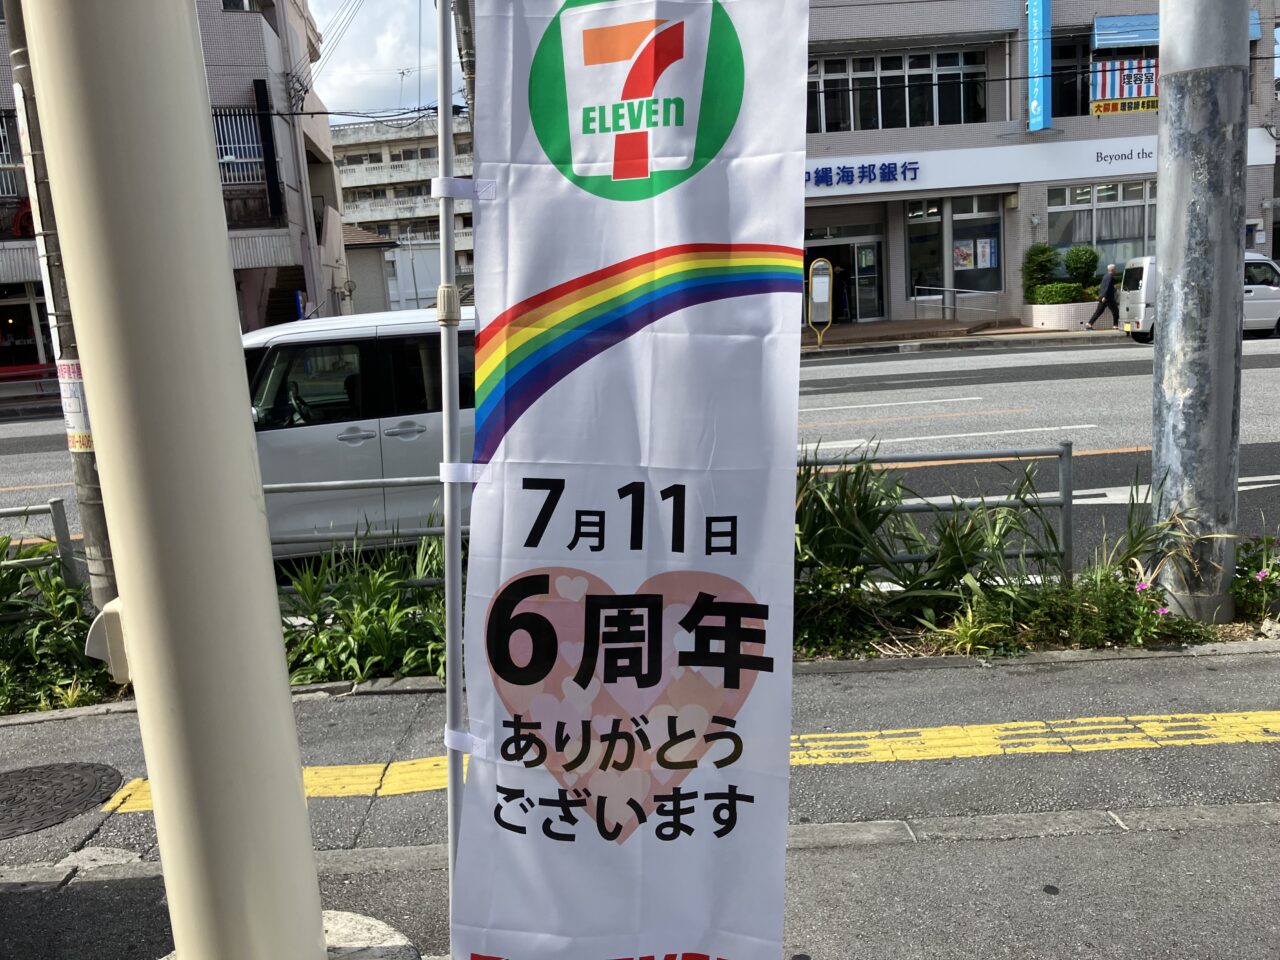 7
ELEVEn
7月11日
6周年
ありがとう
ございます
沖縄海邦銀行
Beyond the
理容室